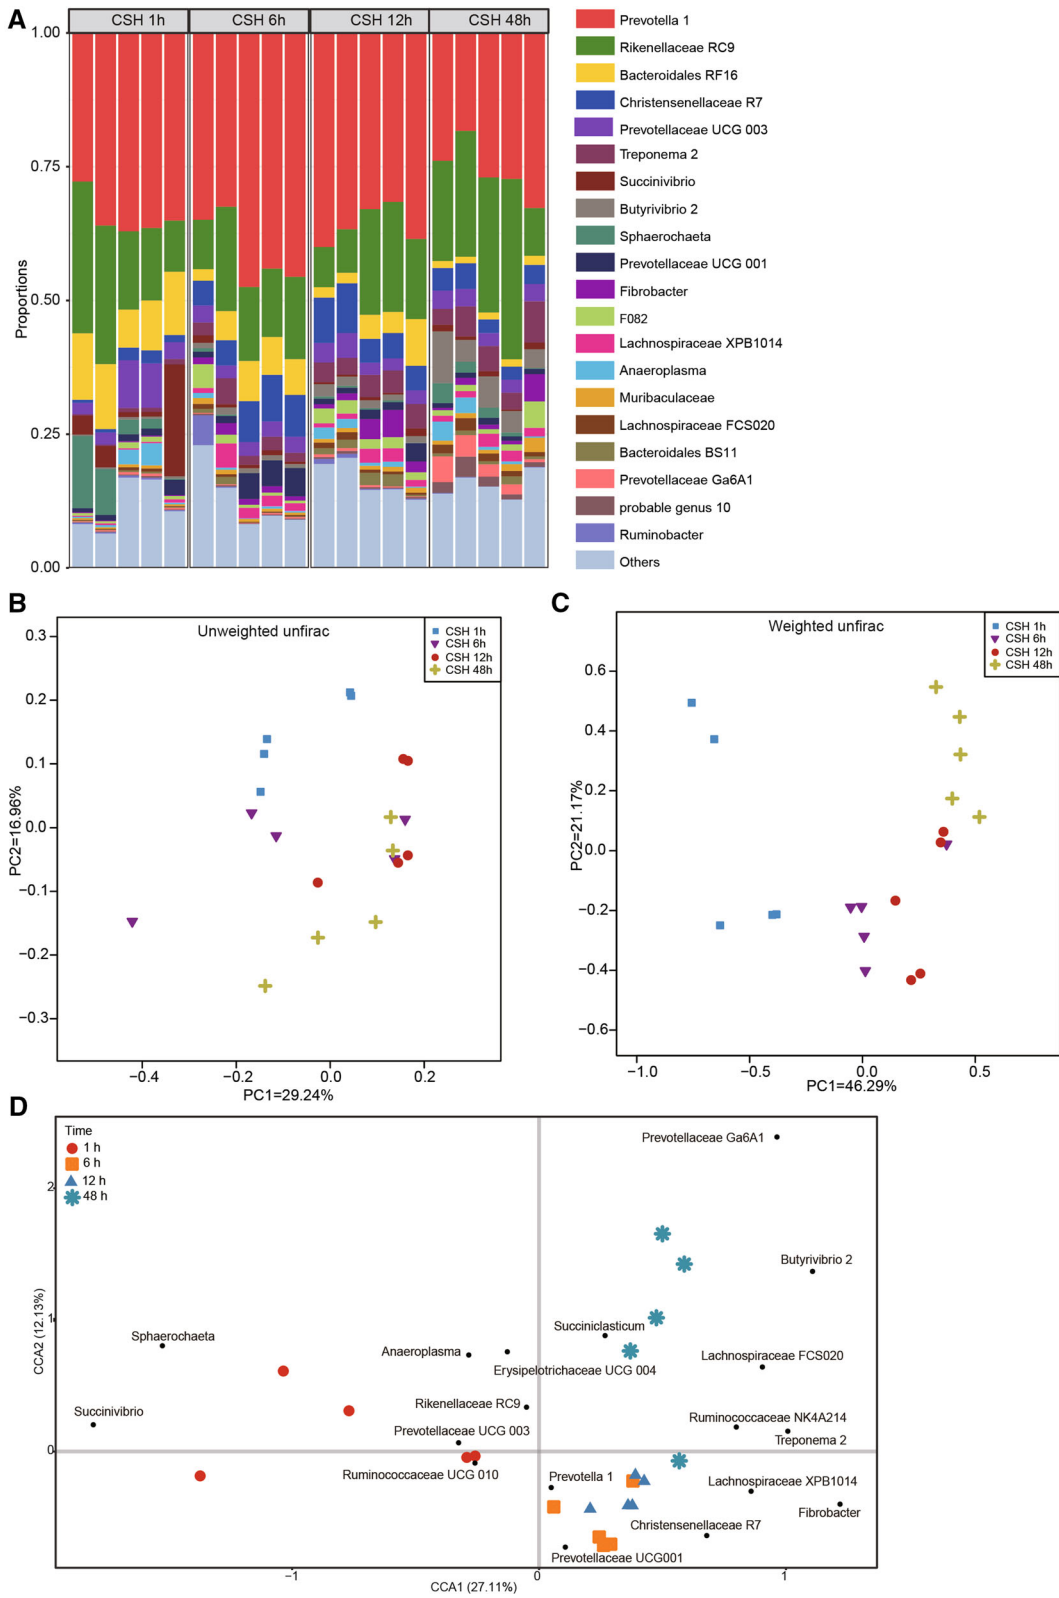 A
CSH 1h
CSH 6h
CSH 12h
CSH 48h
1.00
0.75
0.50
0.25
0.00
Proportions
Prevotella 1
Rikenellaceae RC9
Bacteroidales RF16
Christensenellaceae R7
Prevotellaceae UCG 003
Treponema 2
Succinivibrio
Butyrivibrio 2
Sphaerochaeta
Prevotellaceae UCG 001
Fibrobacter
F082
Lachnospiraceae XPB1014
Anaeroplasma
Muribaculaceae
Lachnospiraceae FCS020
Bacteroidales BS11
Prevotellaceae Ga6A1
probable genus 10
Ruminobacter
Others
B
Unweighted unfirac
CSH 1h
CSH 6h
CSH 12h
CSH 48h
0.3
0.2
0.1
0.0
−0.1
−0.2
−0.3
PC2=16.96%
−0.4
−0.2
0.0
0.2
PC1=29.24%
C
Weighted unfirac
CSH 1h
CSH 6h
CSH 12h
CSH 48h
0.6
0.4
0.2
0.0
−0.2
−0.4
−0.6
PC2=21.17%
−1.0
−0.5
0.0
0.5
PC1=46.29%
D
Time
1 h
6 h
12 h
48 h
2
1
0
CCA2 (12.13%)
Prevotellaceae Ga6A1
Butyrivibrio 2
Succiniclasticum
Sphaerochaeta
Anaeroplasma
Erysipelotrichaceae UCG 004
Lachnospiraceae FCS020
Rikenellaceae RC9
Succinivibrio
Prevotellaceae UCG 003
Ruminococcaceae NK4A214
Treponema 2
Ruminococcaceae UCG 010
Prevotella 1
Lachnospiraceae XPB1014
Fibrobacter
Christensenellaceae R7
Prevotellaceae UCG001
−1
0
1
CCA1 (27.11%)